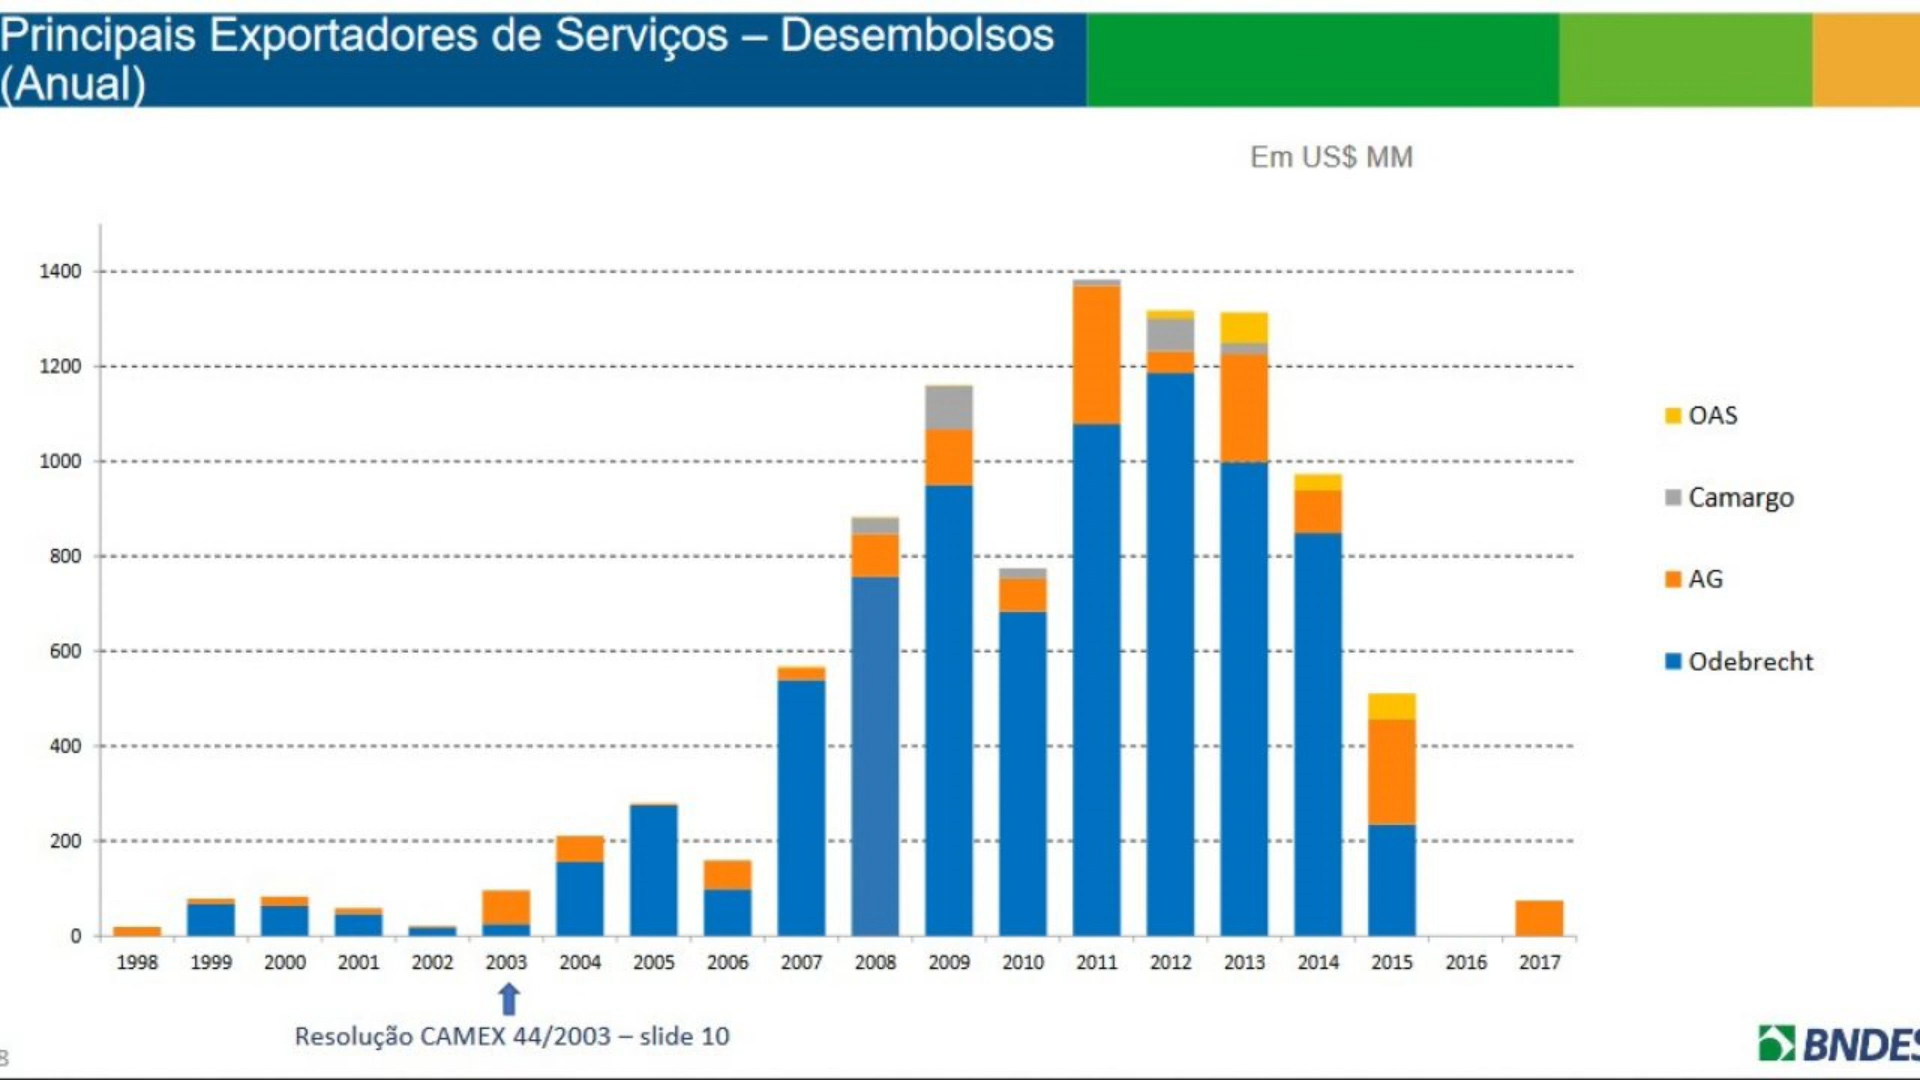 Principais Exportadores de Serviços – Desembolsos
(Anual)
Em US$ MM
1400
1200
1000
800
600
400
200
0
1998 1999 2000 2001 2002 2003 2004 2005 2006 2007 2008 2009 2010 2011 2012 2013 2014 2015 2016 2017
OAS
Camargo
AG
Odebrecht
Resolução CAMEX 44/2003 – slide 10
8
BNDES